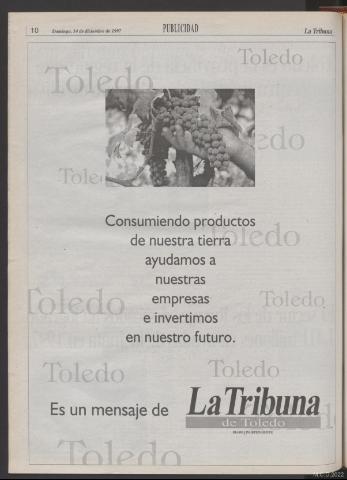 10
Domingo, 14 de diciembre de 1997
PUBLICIDAD
La Tribuna
Toledo
Toledo
Toledo
Consumiendo productos
de nuestra tierra
ayudamos a
nuestras
empresas
e invertimos
en nuestro futuro.
Toledo
Toledo
Toledo
Toledo
Toledo
Es un mensaje de
La Tribuna
de Toledo
Toledo
M.C.D. 2022